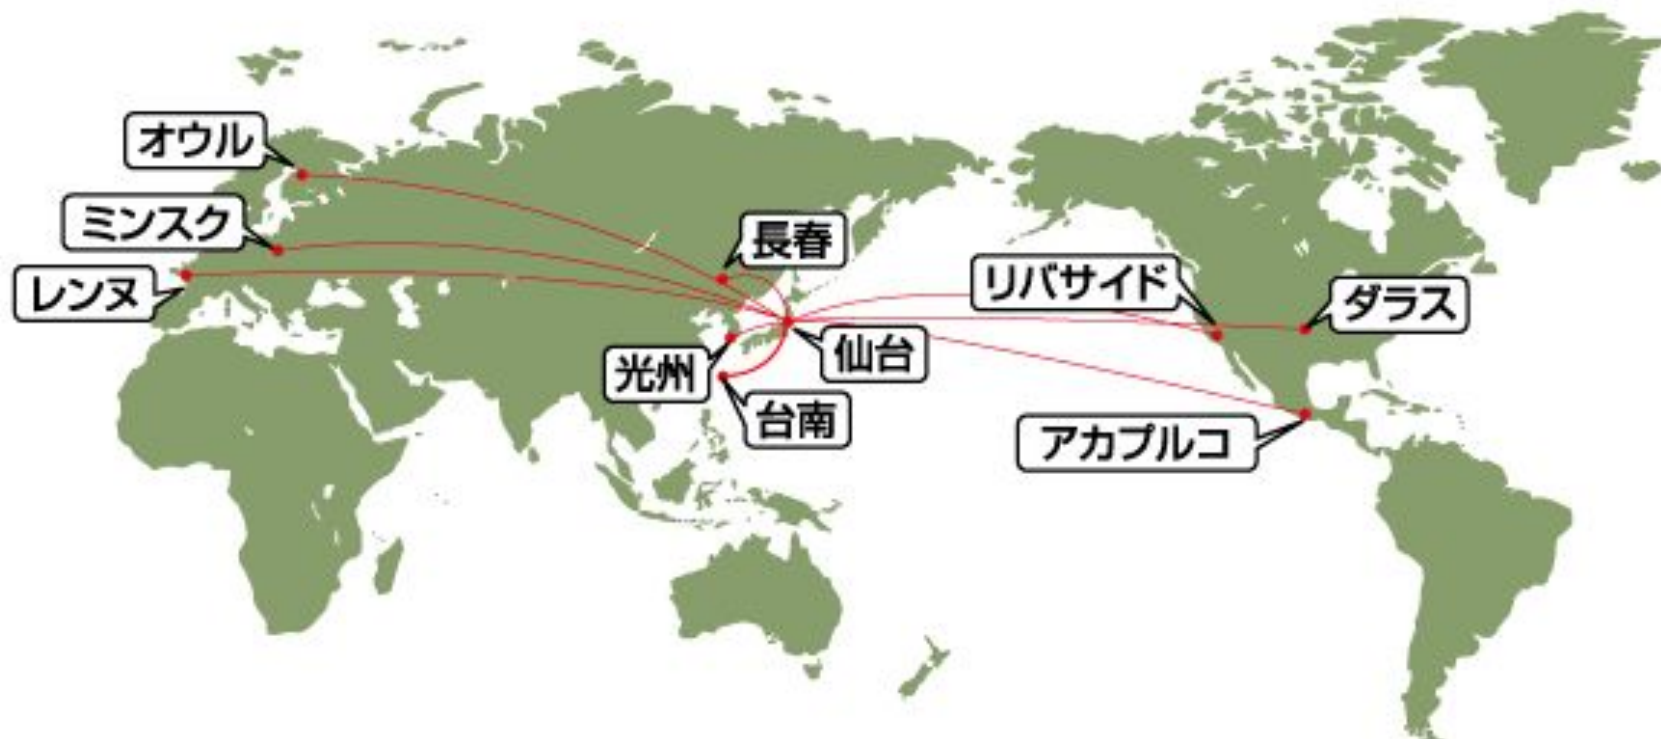 オウル
ミンスク
長春
レンヌ
リバサイド
ダラス
光州
仙台
台南
アカプルコ